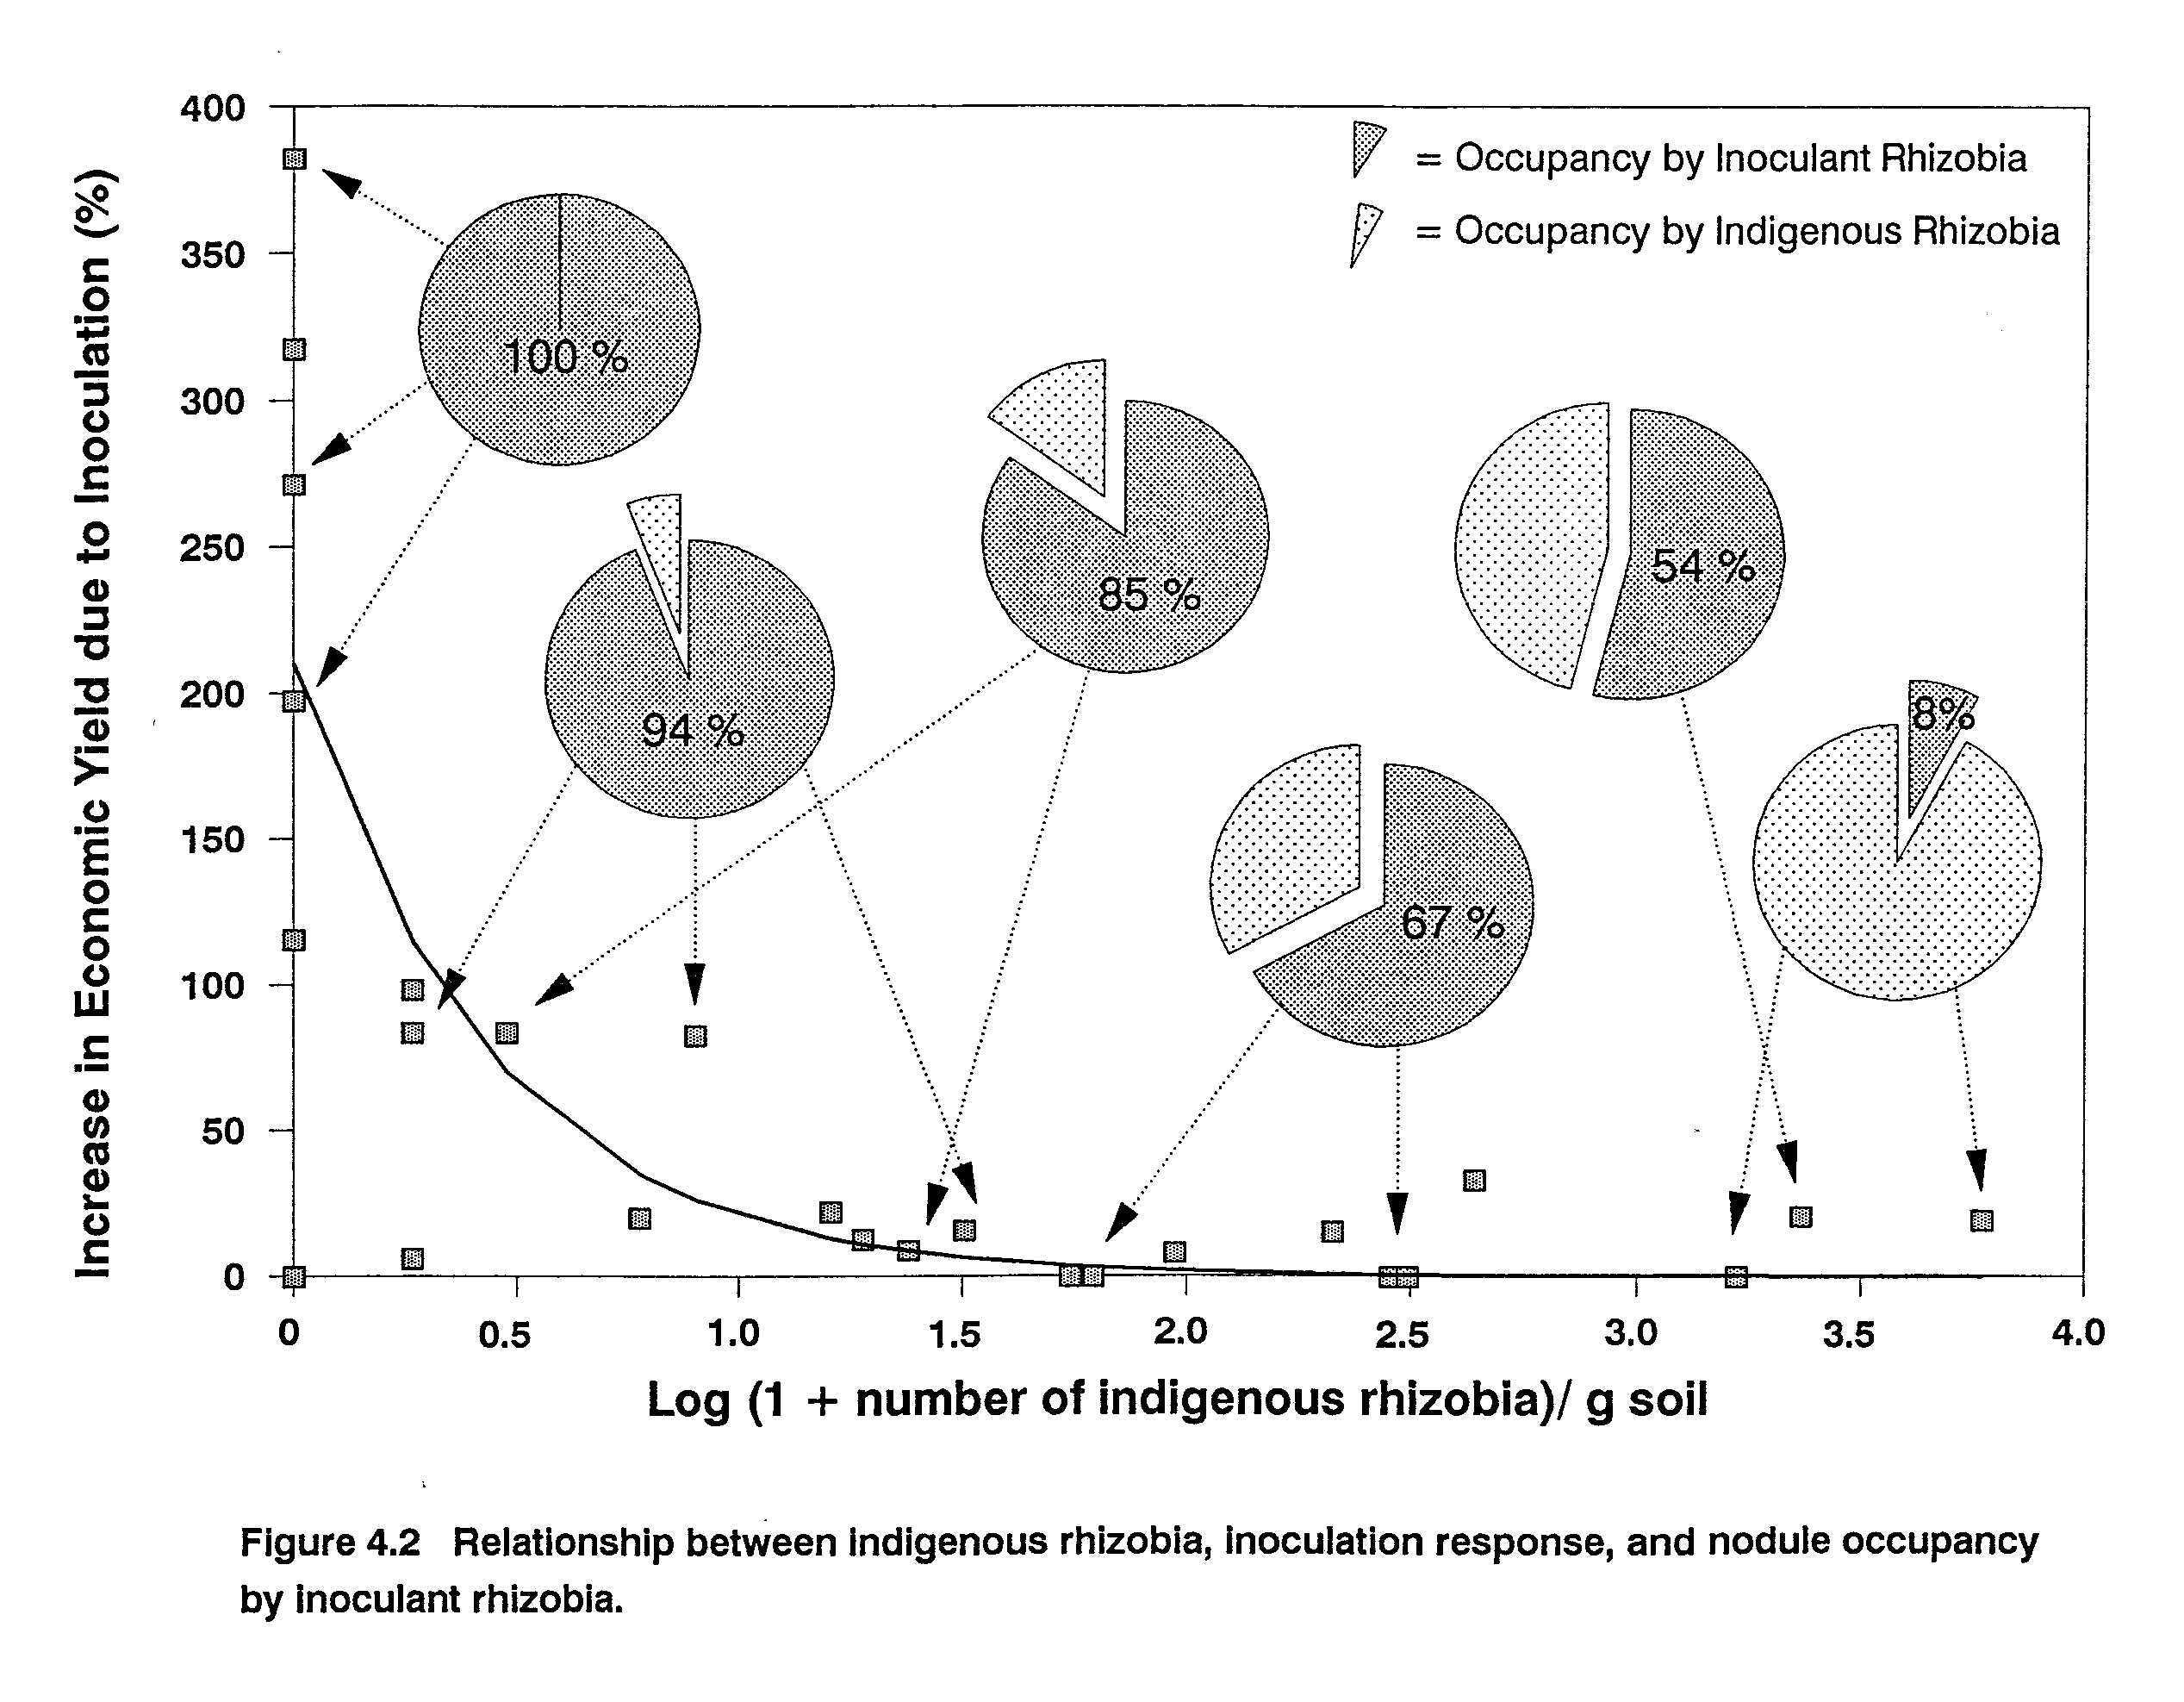 Increase in Economic Yield due to Inoculation (%)
400
350
300
250
200
150
100
50
0
= Occupancy by Inoculant Rhizobia
= Occupancy by Indigenous Rhizobia
100 %
94 %
85 %
54 %
67 %
8%
0 0.5 1.0 1.5 2.0 2.5 3.0 3.5 4.0
Log (1 + number of indigenous rhizobia)/ g soil
Figure 4.2 Relationship between indigenous rhizobia, inoculation response, and nodule occupancy
by inoculant rhizobia.